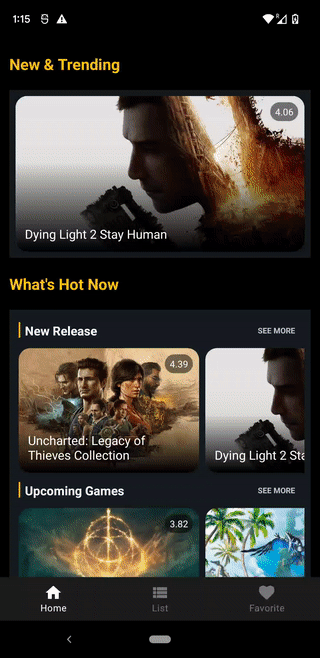 1:15
New & Trending
4.06
Dying Light 2 Stay Human
What's Hot Now
New Release
SEE MORE
4.39
Uncharted: Legacy of
Thieves Collection
Dying Light 2 Sta
Upcoming Games
SEE MORE
3.82
Home
List
Favorite